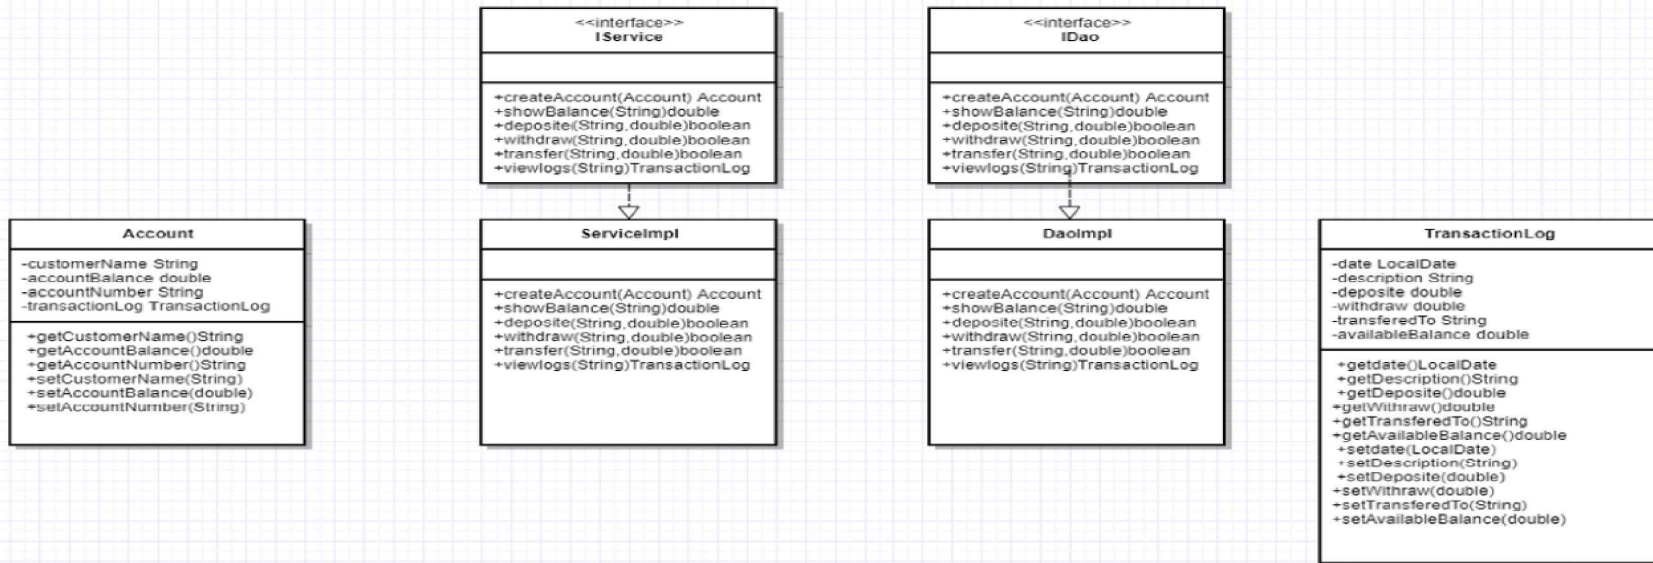 <<interface>>
IService
+createAccount(Account) Account
+showBalance(String)double
+deposite(String,double)boolean
+withdraw(String,double)boolean
+transfer(String,double)boolean
+viewlogs(String)TransactionLog
<<interface>>
IDao
+createAccount(Account) Account
+showBalance(String)double
+deposite(String,double)boolean
+withdraw(String,double)boolean
+transfer(String,double)boolean
+viewlogs(String)TransactionLog
Account
-customerName String
-accountBalance double
-accountNumber String
-transactionLog TransactionLog
+getCustomerName()String
+getAccountBalance()double
+getAccountNumber()String
+setCustomerName(String)
+setAccountBalance(double)
+setAccountNumber(String)
ServiceImpl
+createAccount(Account) Account
+showBalance(String)double
+deposite(String,double)boolean
+withdraw(String,double)boolean
+transfer(String,double)boolean
+viewlogs(String)TransactionLog
DaoImpl
+createAccount(Account) Account
+showBalance(String)double
+deposite(String,double)boolean
+withdraw(String,double)boolean
+transfer(String,double)boolean
+viewlogs(String)TransactionLog
TransactionLog
-date LocalDate
-description String
-deposite double
-withdraw double
-transferedTo String
-availableBalance double
+getdate()LocalDate
+getDescription()String
+getDeposite()double
+getWithraw()double
+getTransferedTo()String
+getAvailableBalance()double
+setdate(LocalDate)
+setDescription(String)
+setDeposite(double)
+setWithraw(double)
+setTransferedTo(String)
+setAvailableBalance(double)